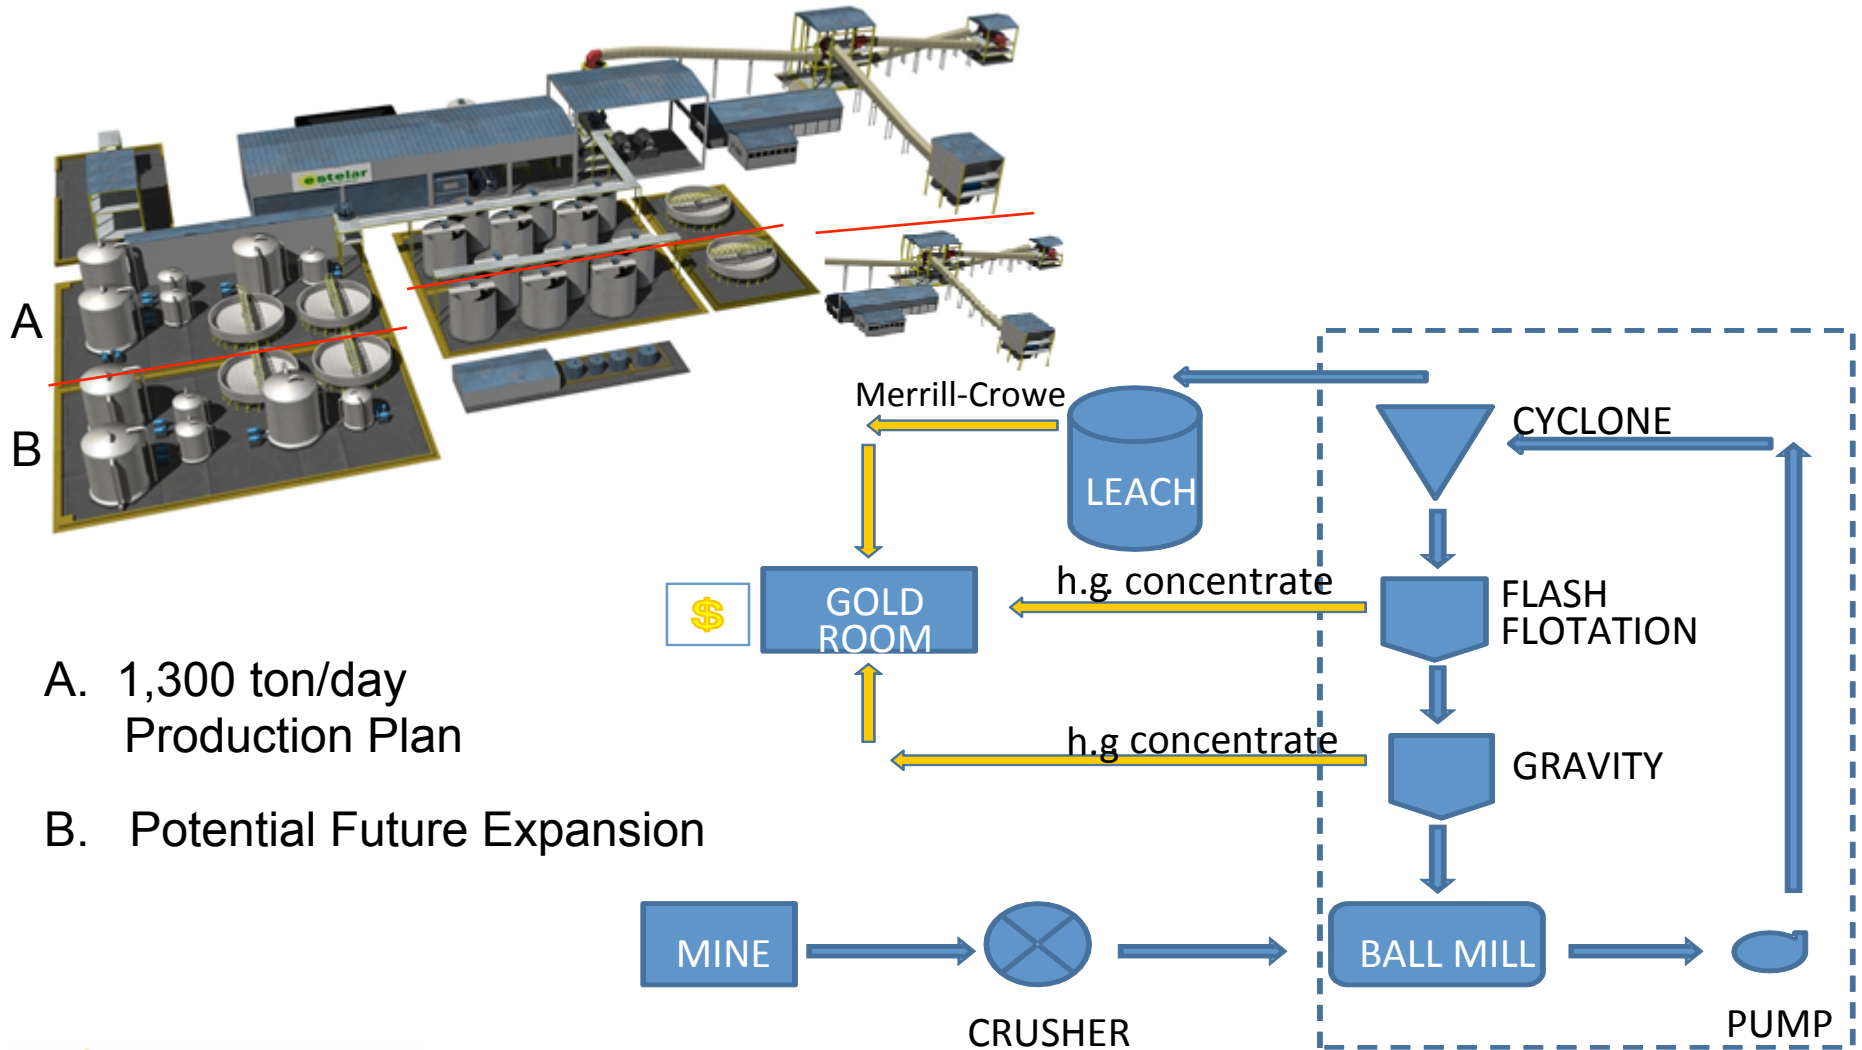 estelar
A
B
Merrill-Crowe
CYCLONE
LEACH
h.g. concentrate
FLASH
FLOTATION
GOLD
ROOM
$
A. 1,300 ton/day
Production Plan
h.g concentrate
GRAVITY
B. Potential Future Expansion
MINE
BALL MILL
CRUSHER
PUMP